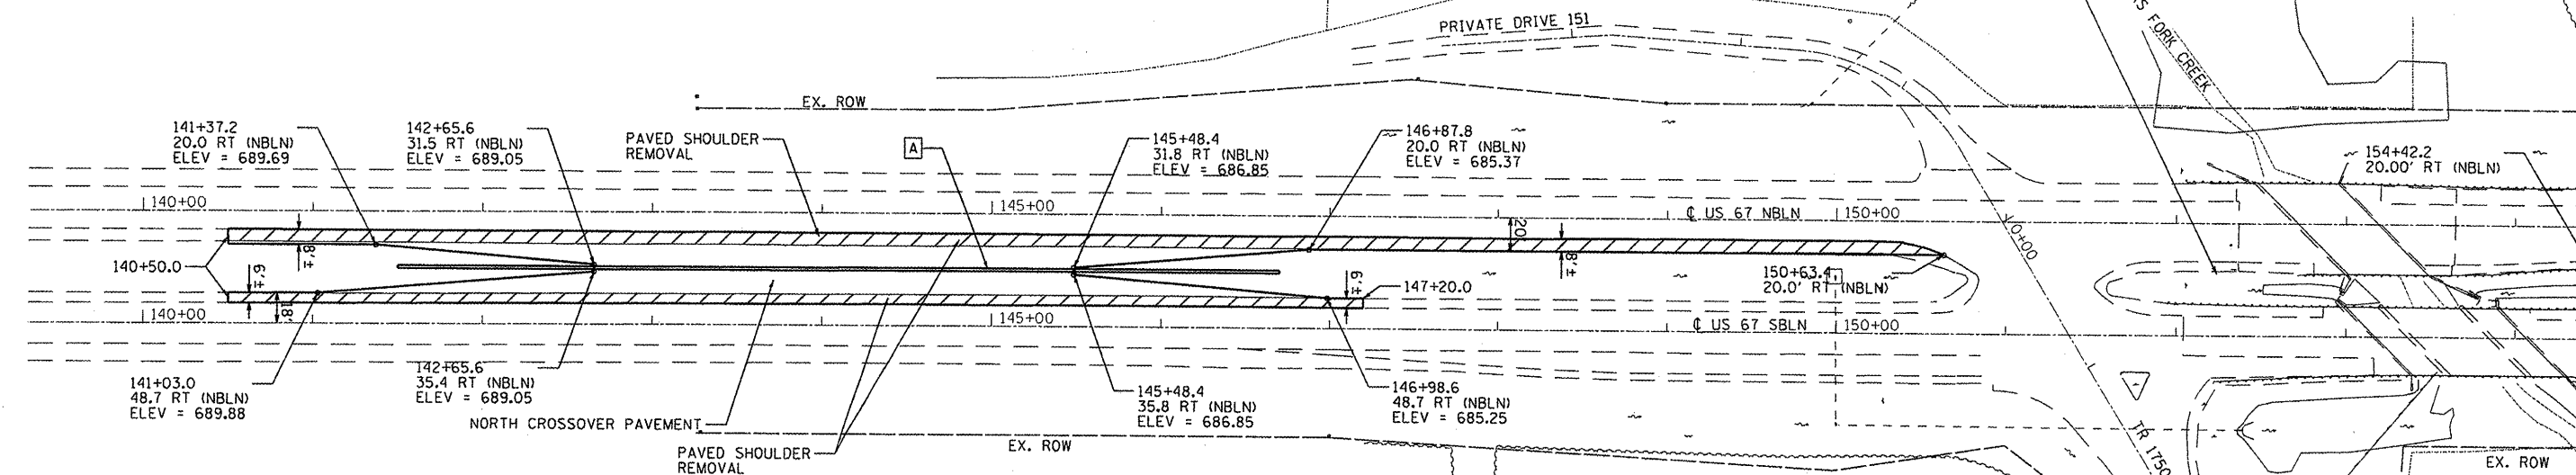 PRIVATE DRIVE 151
FORK CREEK
EX. ROW
141+37.2
20.0 RT (NBLN)
ELEV = 689.69
142+65.6
31.5 RT (NBLN)
ELEV = 689.05
PAVED SHOULDER
REMOVAL
A
145+48.4
31.8 RT (NBLN)
ELEV = 686.85
146+87.8
20.0 RT (NBLN)
ELEV = 685.37
154+42.2
20.00' RT (NBLN)
140+00
145+00
℄ US 67 NBLN
150+00
20'
8'±
8'±
140+50.0
6'±
18'
6'±
147+20.0
150+63.4
20.0' RT (NBLN)
140+00
145+00
℄ US 67 SBLN
150+00
141+03.0
48.7 RT (NBLN)
ELEV = 689.88
142+65.6
35.4 RT (NBLN)
ELEV = 689.05
NORTH CROSSOVER PAVEMENT
PAVED SHOULDER
REMOVAL
145+48.4
35.8 RT (NBLN)
ELEV = 686.85
146+98.6
48.7 RT (NBLN)
ELEV = 685.25
EX. ROW
TR 1750
EX. ROW